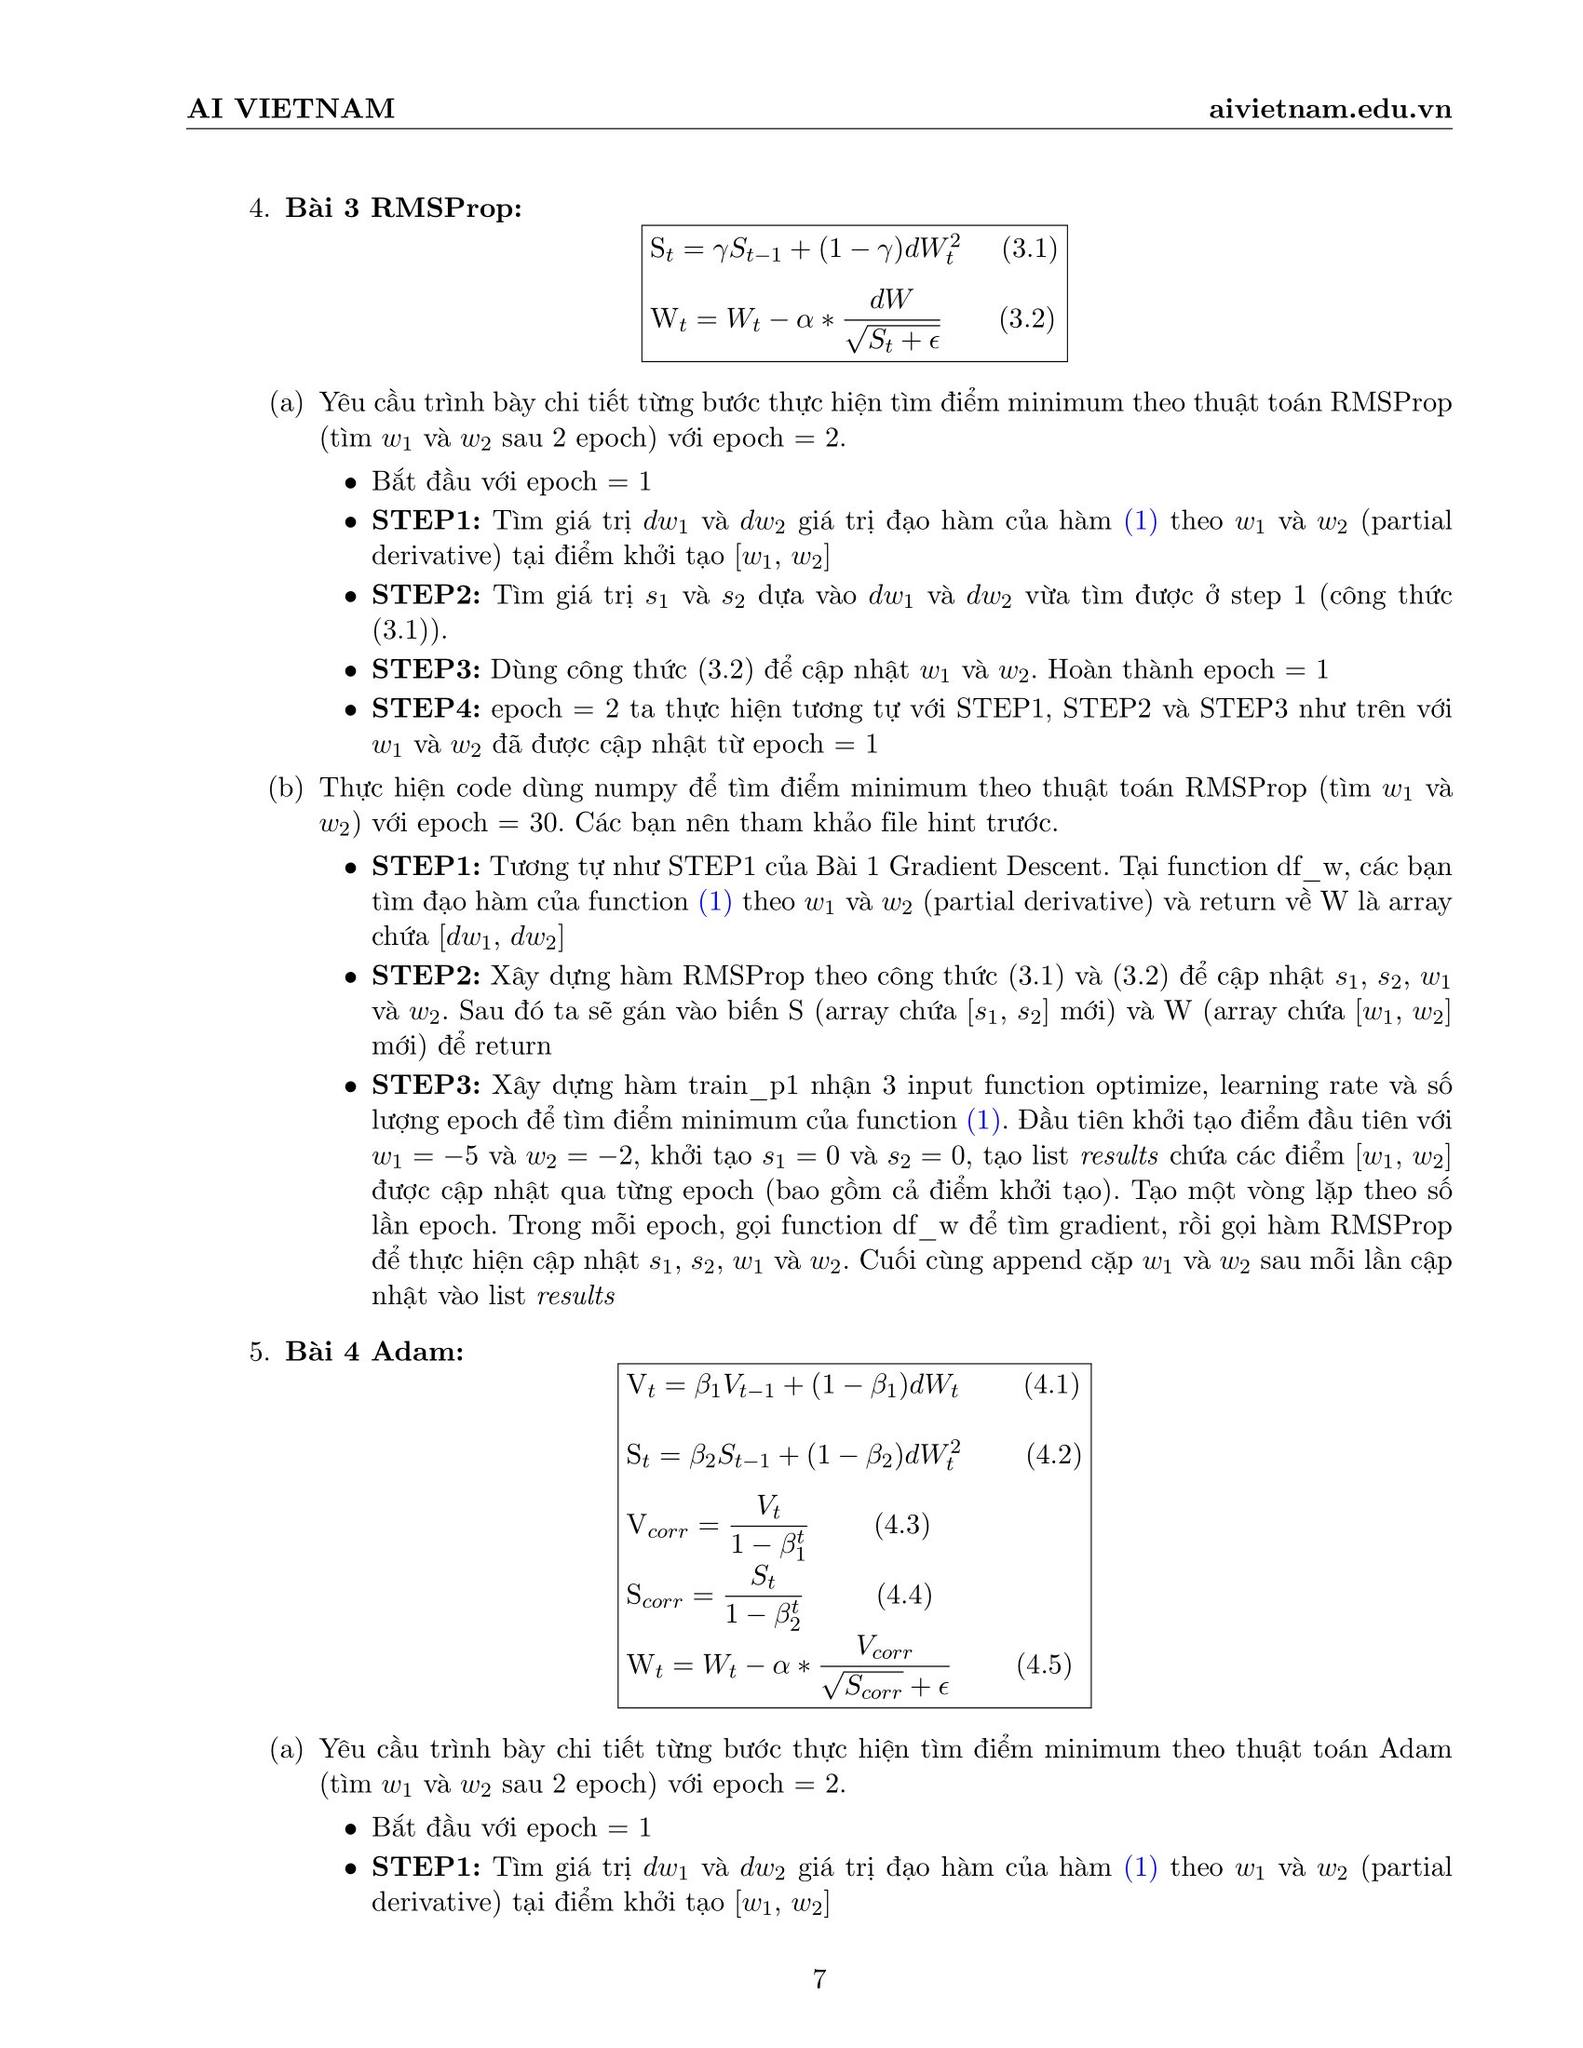 AI VIETNAM aivietnam.edu.vn
4. Bài 3 RMSProp:
S_t = γS_{t−1} + (1 − γ)dW_t^2 (3.1)
W_t = W_t − α ∗ \frac{dW}{\sqrt{S_t + ϵ}} (3.2)
(a) Yêu cầu trình bày chi tiết từng bước thực hiện tìm điểm minimum theo thuật toán RMSProp
(tìm w_1 và w_2 sau 2 epoch) với epoch = 2.
• Bắt đầu với epoch = 1
• STEP1: Tìm giá trị dw_1 và dw_2 giá trị đạo hàm của hàm (1) theo w_1 và w_2 (partial
derivative) tại điểm khởi tạo [w_1, w_2]
• STEP2: Tìm giá trị s_1 và s_2 dựa vào dw_1 và dw_2 vừa tìm được ở step 1 (công thức
(3.1)).
• STEP3: Dùng công thức (3.2) để cập nhật w_1 và w_2. Hoàn thành epoch = 1
• STEP4: epoch = 2 ta thực hiện tương tự với STEP1, STEP2 và STEP3 như trên với
w_1 và w_2 đã được cập nhật từ epoch = 1
(b) Thực hiện code dùng numpy để tìm điểm minimum theo thuật toán RMSProp (tìm w_1 và
w_2) với epoch = 30. Các bạn nên tham khảo file hint trước.
• STEP1: Tương tự như STEP1 của Bài 1 Gradient Descent. Tại function df_w, các bạn
tìm đạo hàm của function (1) theo w_1 và w_2 (partial derivative) và return về W là array
chứa [dw_1, dw_2]
• STEP2: Xây dựng hàm RMSProp theo công thức (3.1) và (3.2) để cập nhật s_1, s_2, w_1
và w_2. Sau đó ta sẽ gán vào biến S (array chứa [s_1, s_2] mới) và W (array chứa [w_1, w_2]
mới) để return
• STEP3: Xây dựng hàm train_p1 nhận 3 input function optimize, learning rate và số
lượng epoch để tìm điểm minimum của function (1). Đầu tiên khởi tạo điểm đầu tiên với
w_1 = −5 và w_2 = −2, khởi tạo s_1 = 0 và s_2 = 0, tạo list results chứa các điểm [w_1, w_2]
được cập nhật qua từng epoch (bao gồm cả điểm khởi tạo). Tạo một vòng lặp theo số
lần epoch. Trong mỗi epoch, gọi function df_w để tìm gradient, rồi gọi hàm RMSProp
để thực hiện cập nhật s_1, s_2, w_1 và w_2. Cuối cùng append cặp w_1 và w_2 sau mỗi lần cập
nhật vào list results
5. Bài 4 Adam:
V_t = β_1V_{t−1} + (1 − β_1)dW_t (4.1)
S_t = β_2S_{t−1} + (1 − β_2)dW_t^2 (4.2)
V_{corr} = \frac{V_t}{1 − β_1^t} (4.3)
S_{corr} = \frac{S_t}{1 − β_2^t} (4.4)
W_t = W_t − α ∗ \frac{V_{corr}}{\sqrt{S_{corr}} + ϵ} (4.5)
(a) Yêu cầu trình bày chi tiết từng bước thực hiện tìm điểm minimum theo thuật toán Adam
(tìm w_1 và w_2 sau 2 epoch) với epoch = 2.
• Bắt đầu với epoch = 1
• STEP1: Tìm giá trị dw_1 và dw_2 giá trị đạo hàm của hàm (1) theo w_1 và w_2 (partial
derivative) tại điểm khởi tạo [w_1, w_2]
7